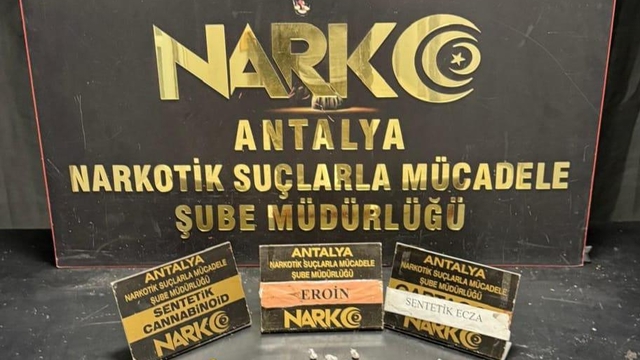 NARKO
ANTALYA
NARKOTİK SUÇLARLA MÜCADELE
ŞUBE MÜDÜRLÜĞÜ
ANTALYA
NARKOTİK SUÇLARLA MÜCADELE
ŞUBE MÜDÜRLÜĞÜ
SENTETİK
CANNABİNOİD
NARKO
ANTALYA
NARKOTİK SUÇLARLA MÜCADELE
ŞUBE MÜDÜRLÜĞÜ
EROİN
NARKO
ANTALYA
NARKOTİK SUÇLARLA MÜCADELE
ŞUBE MÜDÜRLÜĞÜ
SENTETİK ECZA
NARKO